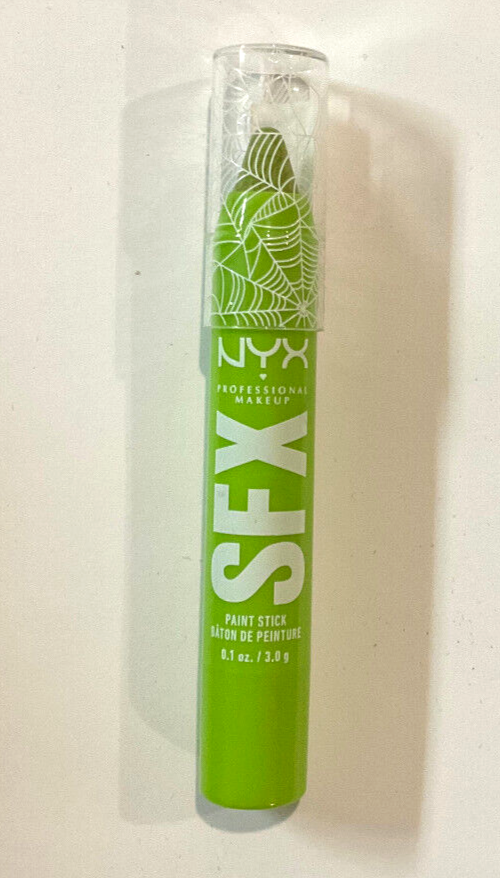 NYX
PROFESSIONAL
MAKEUP
SFX
PAINT STICK
BÂTON DE PEINTURE
0.1 oz. / 3.0 g